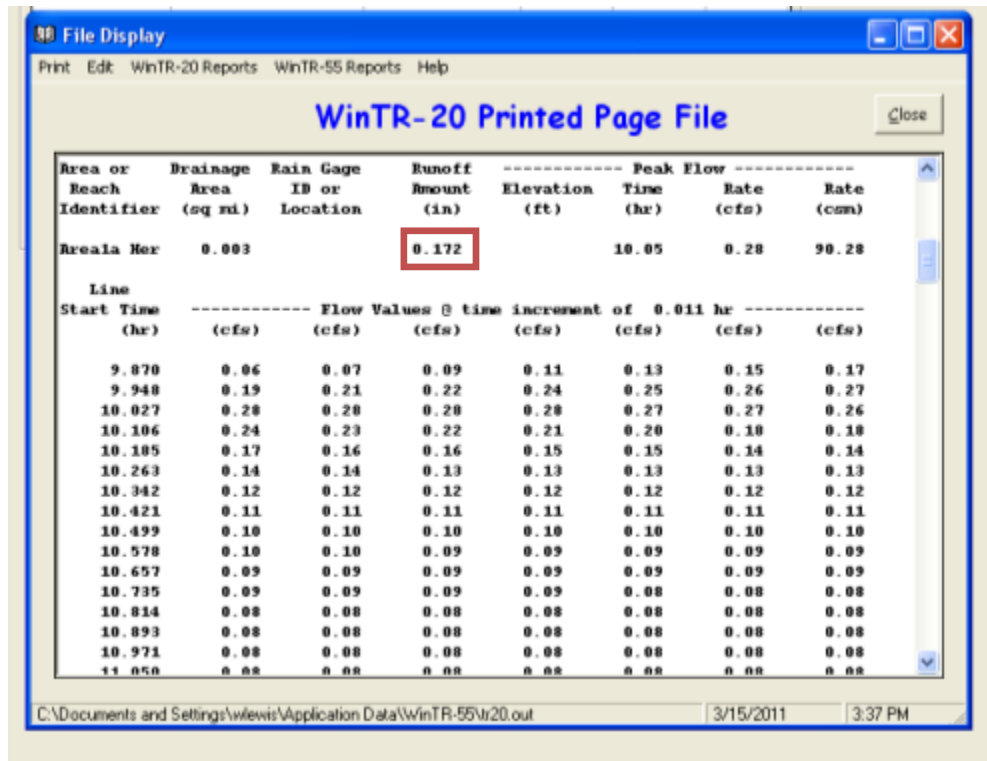 File Display
Print Edit WinTR-20 Reports WinTR-55 Reports Help
WinTR-20 Printed Page File
Close
Area or Drainage Rain Gage Runoff ------------ Peak Flow ------------
Reach Area ID or Amount Elevation Time Rate Rate
Identifier (sq mi) Location (in) (ft) (hr) (cfs) (csm)
Area1a Her 0.003 0.172 10.05 0.28 90.28
Line
Start Time ------------ Flow Values @ time increment of 0.011 hr ------------
(hr) (cfs) (cfs) (cfs) (cfs) (cfs) (cfs) (cfs)
9.870 0.06 0.07 0.09 0.11 0.13 0.15 0.17
9.948 0.19 0.21 0.22 0.24 0.25 0.26 0.27
10.027 0.28 0.28 0.28 0.28 0.27 0.27 0.26
10.106 0.24 0.23 0.22 0.21 0.20 0.18 0.18
10.185 0.17 0.16 0.16 0.15 0.15 0.14 0.14
10.263 0.14 0.14 0.13 0.13 0.13 0.13 0.13
10.342 0.12 0.12 0.12 0.12 0.12 0.12 0.12
10.421 0.11 0.11 0.11 0.11 0.11 0.11 0.11
10.499 0.10 0.10 0.10 0.10 0.10 0.10 0.10
10.578 0.10 0.10 0.09 0.09 0.09 0.09 0.09
10.657 0.09 0.09 0.09 0.09 0.09 0.09 0.09
10.735 0.09 0.09 0.09 0.09 0.08 0.08 0.08
10.814 0.08 0.08 0.08 0.08 0.08 0.08 0.08
10.893 0.08 0.08 0.08 0.08 0.08 0.08 0.08
10.971 0.08 0.08 0.08 0.08 0.08 0.08 0.08
11.050 0.08 0.08 0.08 0.08 0.08 0.08 0.08
C:\Documents and Settings\wlewis\Application Data\WinTR-55\tr20.out 3/15/2011 3:37 PM